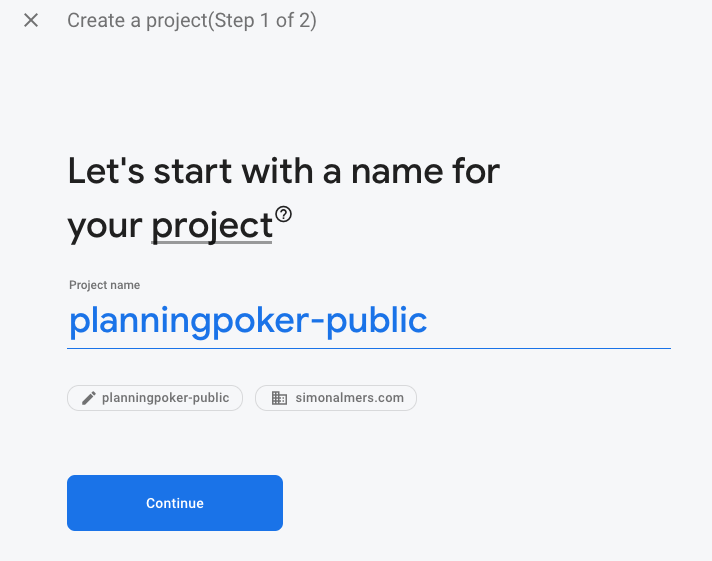 Create a project(Step 1 of 2)
Let's start with a name for
your project
Project name
planningpoker-public
planningpoker-public
simonalmers.com
Continue